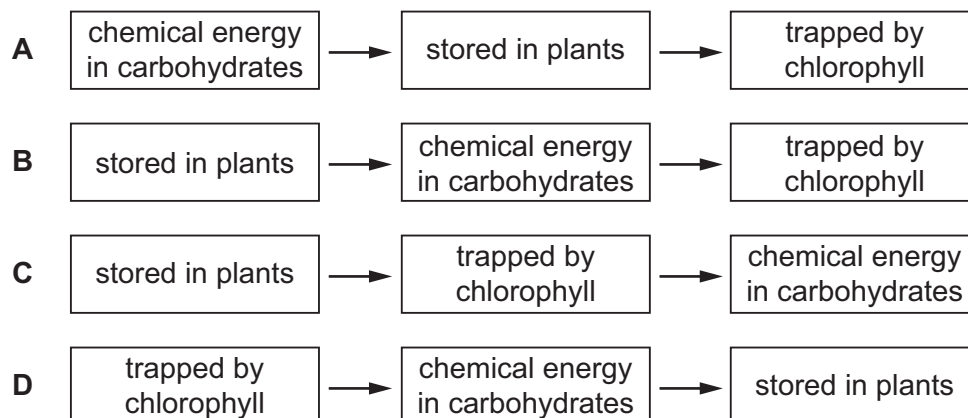 A chemical energy in carbohydrates stored in plants trapped by chlorophyll
B stored in plants chemical energy in carbohydrates trapped by chlorophyll
C stored in plants trapped by chlorophyll chemical energy in carbohydrates
D trapped by chlorophyll chemical energy in carbohydrates stored in plants